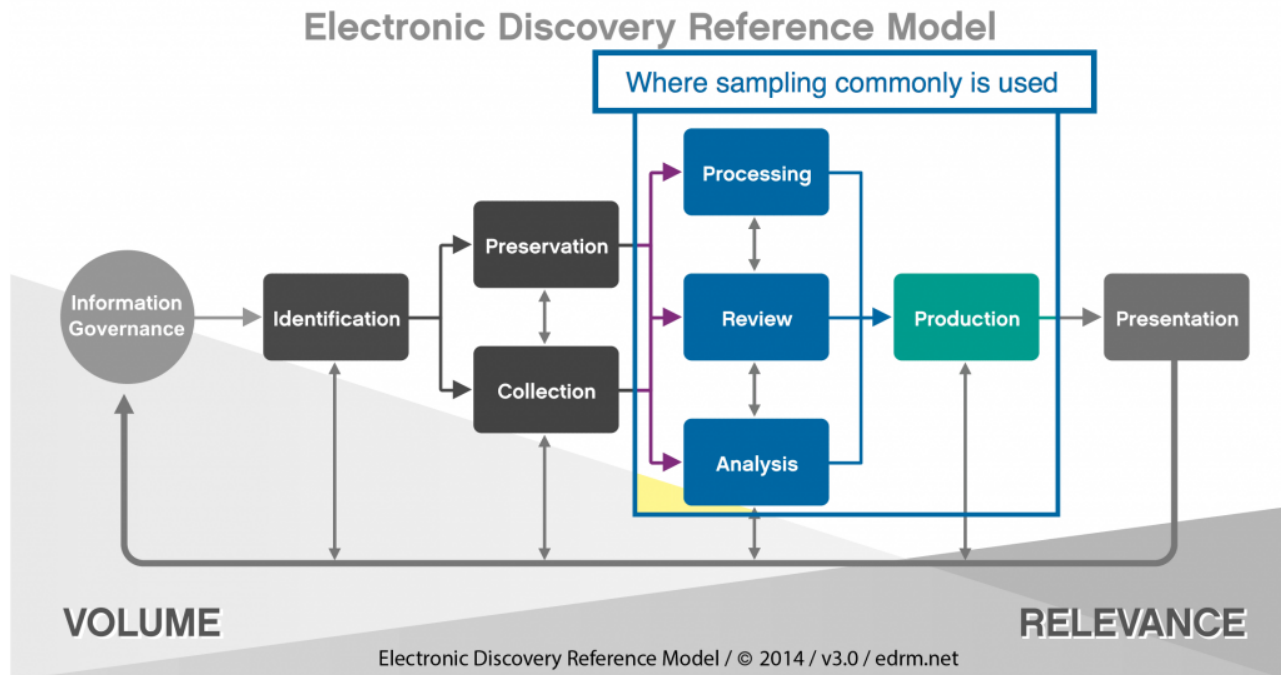 Electronic Discovery Reference Model
Where sampling commonly is used
Processing
Preservation
Information
Governance
Identification
Review
Production
Presentation
Collection
Analysis
VOLUME
RELEVANCE
Electronic Discovery Reference Model / © 2014 / v3.0 / edrm.net